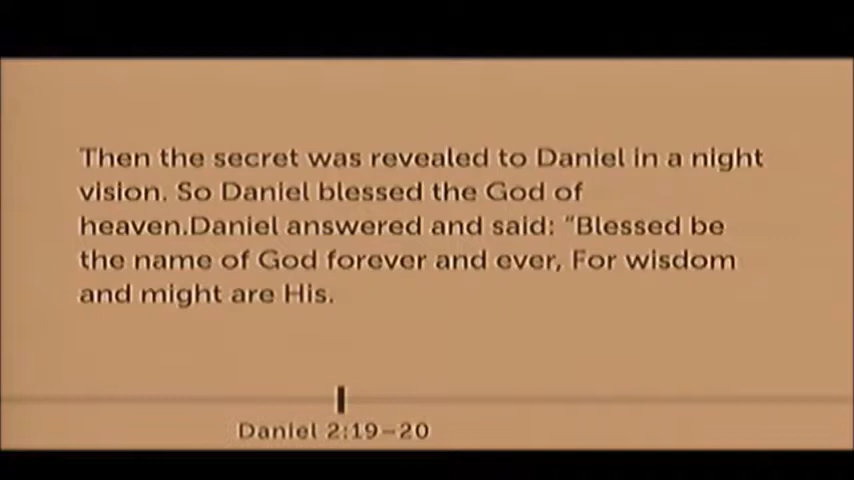 Then the secret was revealed to Daniel in a night
vision. So Daniel blessed the God of
heaven.Daniel answered and said: “Blessed be
the name of God forever and ever, For wisdom
and might are His.
Daniel 2:19–20